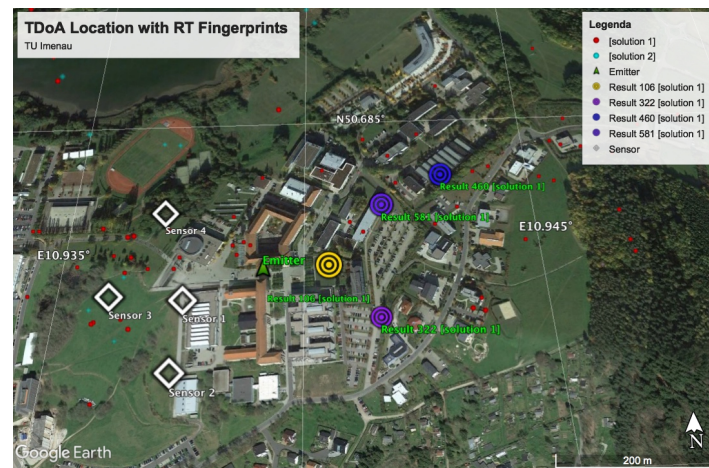 TDoA Location with RT Fingerprints
TU Imenau
Legenda
[solution 1]
[solution 2]
Emitter
Result 106 [solution 1]
Result 322 [solution 1]
Result 460 [solution 1]
Result 581 [solution 1]
Sensor
N50.685°
Result 460 [solution 1]
Result 581 [solution 1]
Sensor 4
E10.945°
E10.935°
Emitter
Result 106 [solution 1]
Sensor 3
Sensor 1
Result 322 [solution 1]
Sensor 2
Google Earth
N
200 m